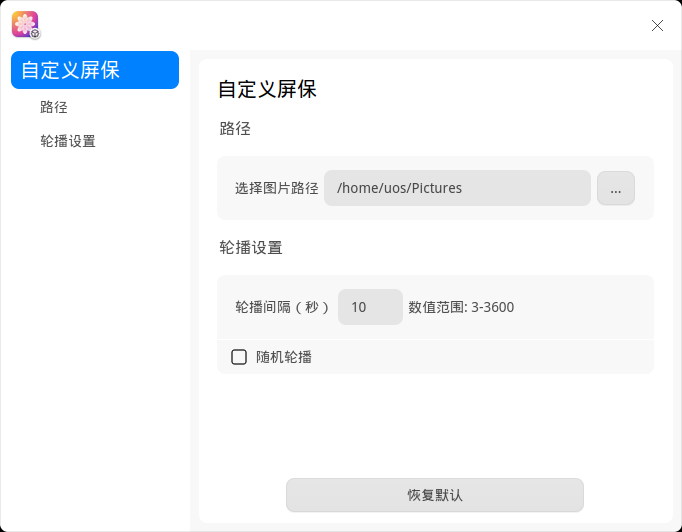 自定义屏保
路径
轮播设置
自定义屏保
路径
选择图片路径 /home/uos/Pictures ...
轮播设置
轮播间隔（秒） 10 数值范围: 3-3600
随机轮播
恢复默认